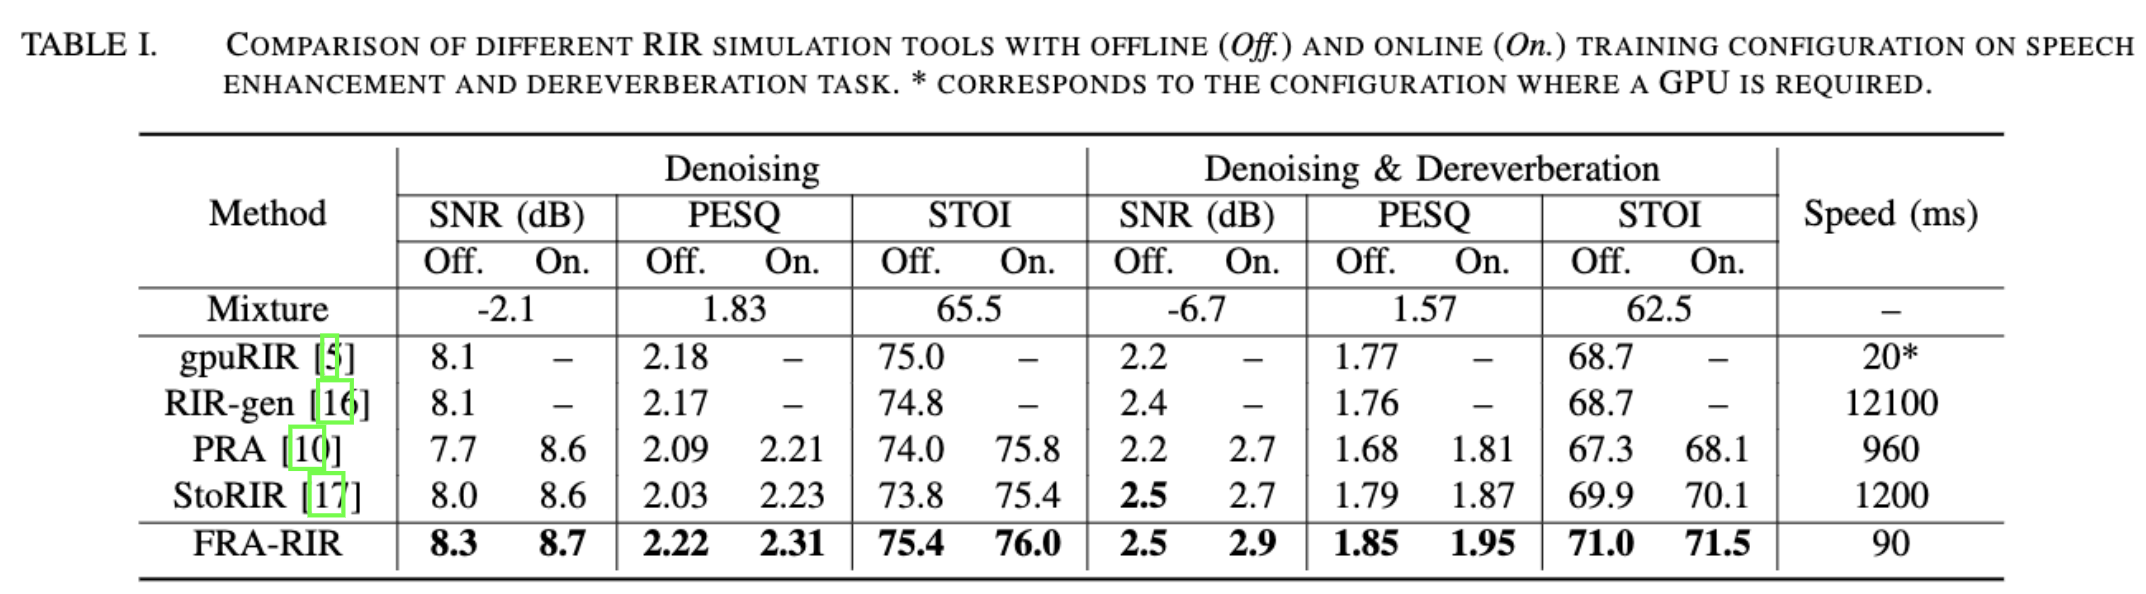 TABLE I. COMPARISON OF DIFFERENT RIR SIMULATION TOOLS WITH OFFLINE (Off.) AND ONLINE (On.) TRAINING CONFIGURATION ON SPEECH
ENHANCEMENT AND DEREVERBERATION TASK. * CORRESPONDS TO THE CONFIGURATION WHERE A GPU IS REQUIRED.
Method Denoising Denoising & Dereverberation Speed (ms)
SNR (dB) PESQ STOI SNR (dB) PESQ STOI
Off. On. Off. On. Off. On. Off. On. Off. On. Off. On.
Mixture -2.1 1.83 65.5 -6.7 1.57 62.5 –
gpuRIR [5] 8.1 – 2.18 – 75.0 – 2.2 – 1.77 – 68.7 – 20*
RIR-gen [16] 8.1 – 2.17 – 74.8 – 2.4 – 1.76 – 68.7 – 12100
PRA [10] 7.7 8.6 2.09 2.21 74.0 75.8 2.2 2.7 1.68 1.81 67.3 68.1 960
StoRIR [17] 8.0 8.6 2.03 2.23 73.8 75.4 2.5 2.7 1.79 1.87 69.9 70.1 1200
FRA-RIR 8.3 8.7 2.22 2.31 75.4 76.0 2.5 2.9 1.85 1.95 71.0 71.5 90